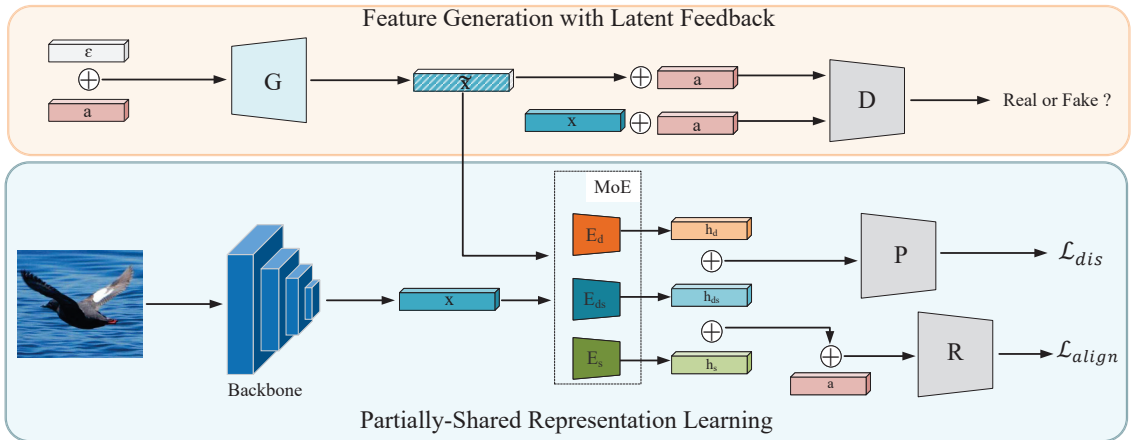 Feature Generation with Latent Feedback
ε
a
G
x̃
a
x
a
D
Real or Fake ?
MoE
E_d
h_d
P
ℒ_dis
Backbone
x
E_ds
h_ds
E_s
h_s
a
R
ℒ_align
Partially-Shared Representation Learning